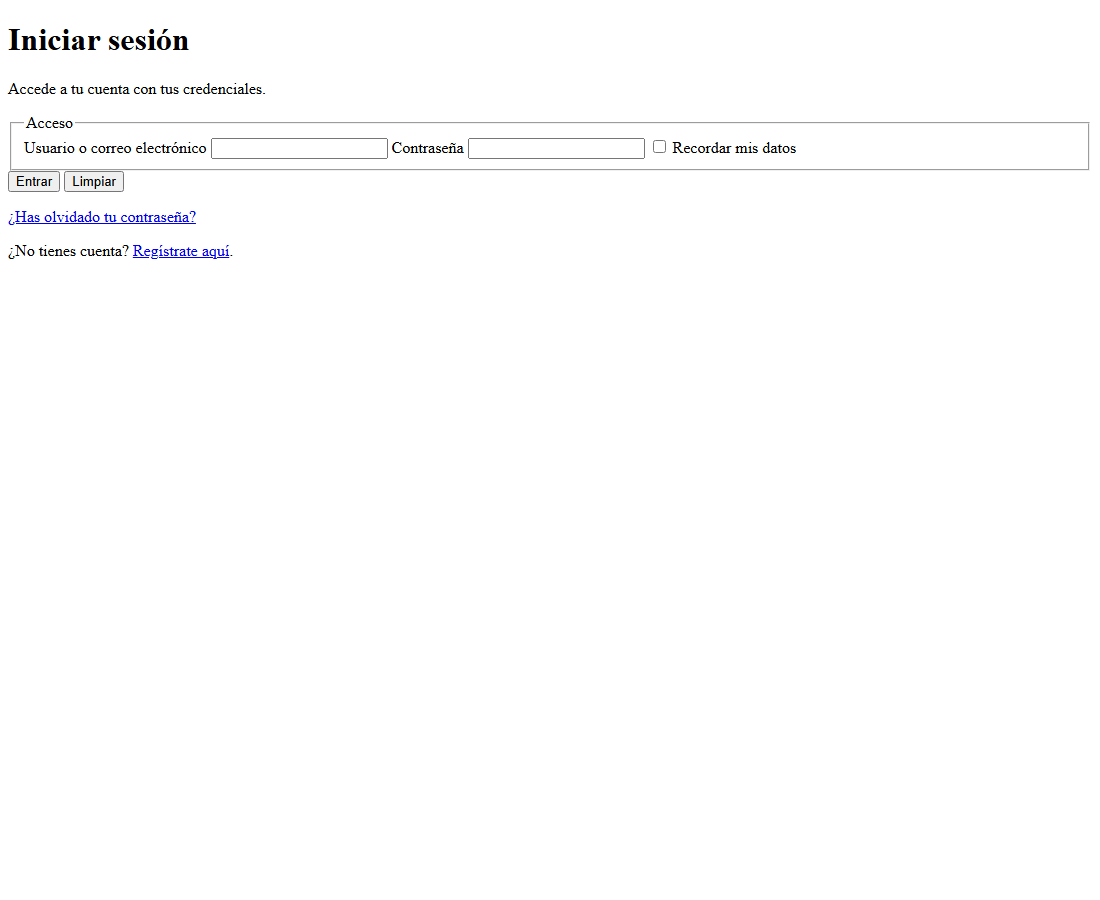 Iniciar sesión
Accede a tu cuenta con tus credenciales.
Acceso
Usuario o correo electrónico Contraseña Recordar mis datos
Entrar Limpiar
¿Has olvidado tu contraseña?
¿No tienes cuenta? Regístrate aquí.